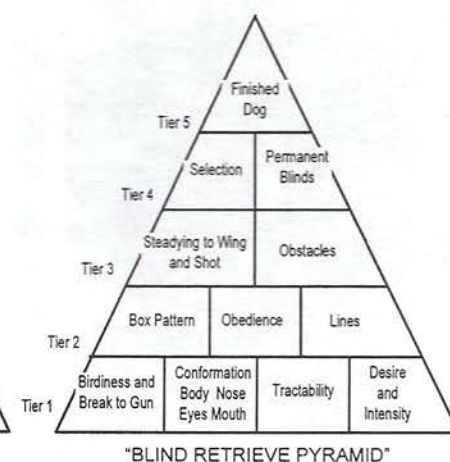 Finished
Dog
Tier 5
Selection
Permanent
Blinds
Tier 4
Steadying to Wing
and Shot
Obstacles
Tier 3
Box Pattern
Obedience
Lines
Tier 2
Birdiness and
Break to Gun
Conformation
Body Nose
Eyes Mouth
Tractability
Desire
and
Intensity
Tier 1
"BLIND RETRIEVE PYRAMID"